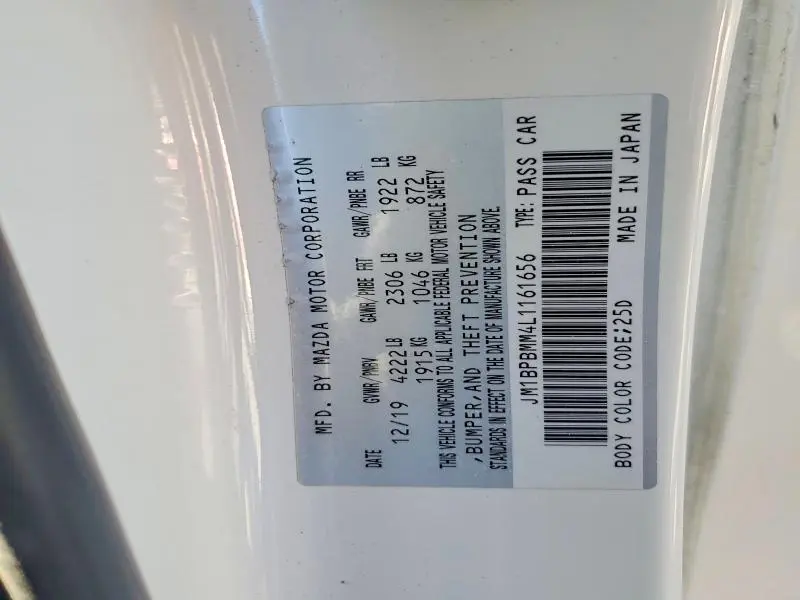 MFD. BY MAZDA MOTOR CORPORATION
DATE GVWR/PNBV GAWR/PNBE FRT GAWR/PNBE RR
12/19 4222 LB 2306 LB 1922 LB
1915 KG 1046 KG 872 KG
THIS VEHICLE CONFORMS TO ALL APPLICABLE FEDERAL MOTOR VEHICLE SAFETY
,BUMPER,AND THEFT PREVENTION
STANDARDS IN EFFECT ON THE DATE OF MANUFACTURE SHOWN ABOVE.
JM1BPBMM4L1161656 TYPE: PASS CAR
BODY COLOR CODE;25D MADE IN JAPAN